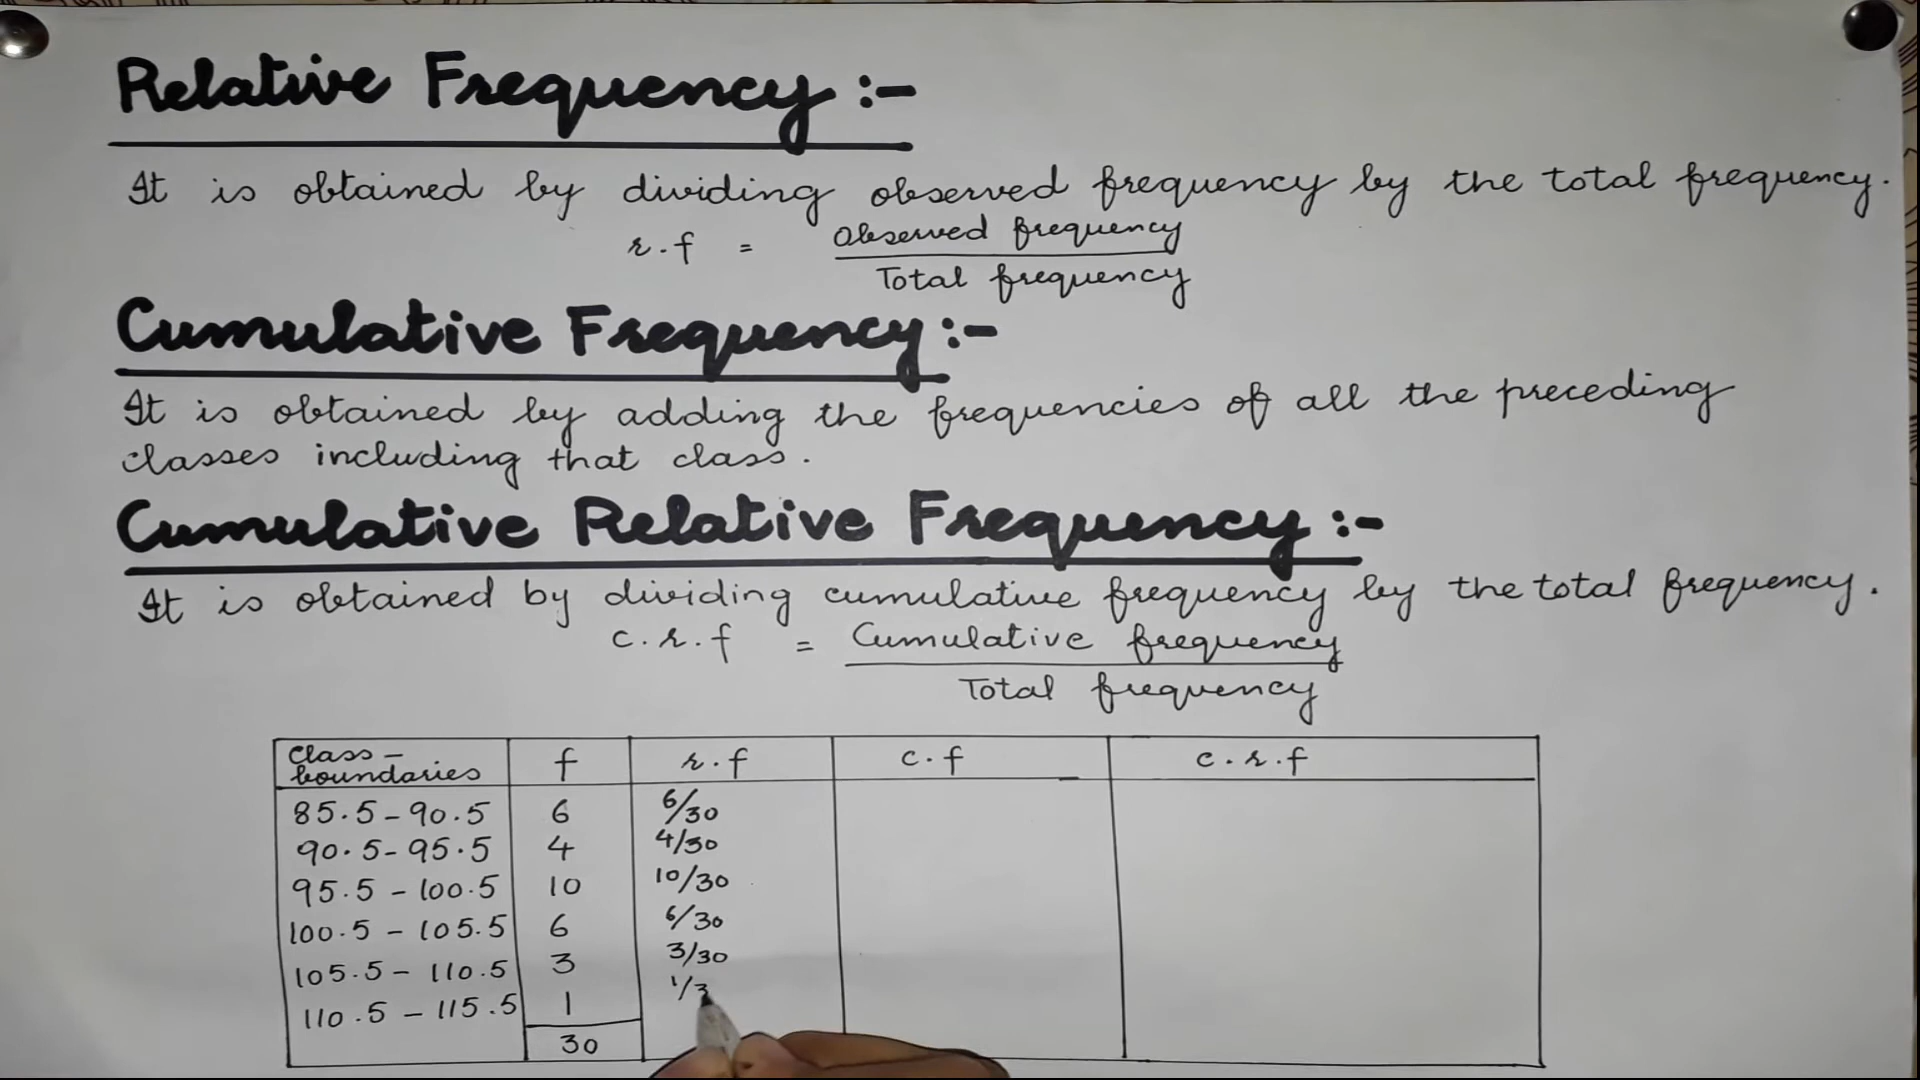 Relative Frequency :-
It is obtained by dividing observed frequency by the total frequency.
r.f = Observed frequency
Total frequency
Cumulative Frequency :-
It is obtained by adding the frequencies of all the preceding
classes including that class.
Cumulative Relative Frequency :-
It is obtained by dividing cumulative frequency by the total frequency.
c.r.f = Cumulative frequency
Total frequency
Class - f r.f c.f c.r.f
boundaries
85.5 - 90.5 6 6/30
90.5 - 95.5 4 4/30
95.5 - 100.5 10 10/30
100.5 - 105.5 6 6/30
105.5 - 110.5 3 3/30
110.5 - 115.5 1 1/3
30